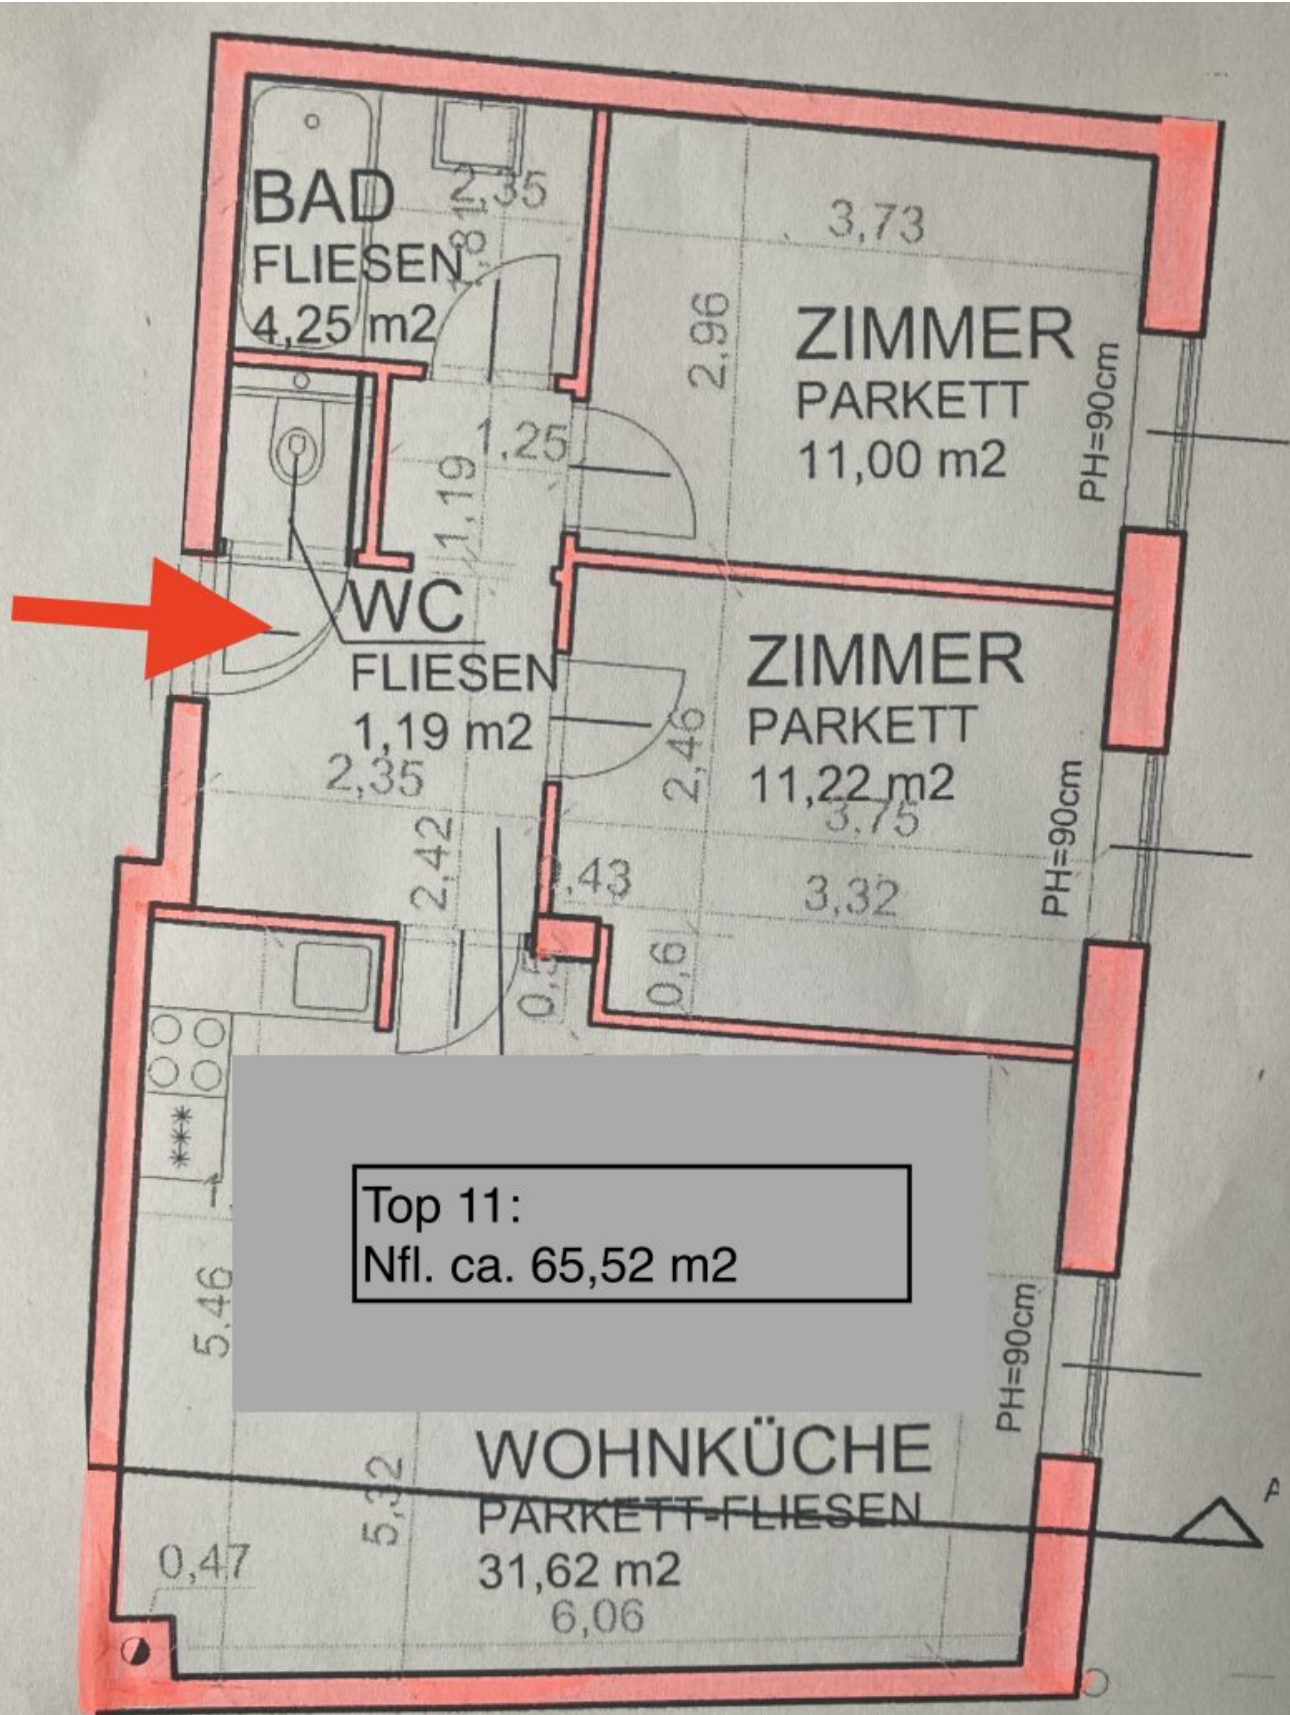 BAD
FLIESEN
4,25 m2
2,35
1,81
3,73
2,96
ZIMMER
PARKETT
11,00 m2
PH=90cm
1,25
1,19
WC
FLIESEN
1,19 m2
2,35
2,42
ZIMMER
PARKETT
11,22 m2
2,46
3,75
3,32
0,6
PH=90cm
Top 11:
Nfl. ca. 65,52 m2
5,46
PH=90cm
WOHNKÜCHE
PARKETT-FLIESEN
31,62 m2
5,32
0,47
6,06